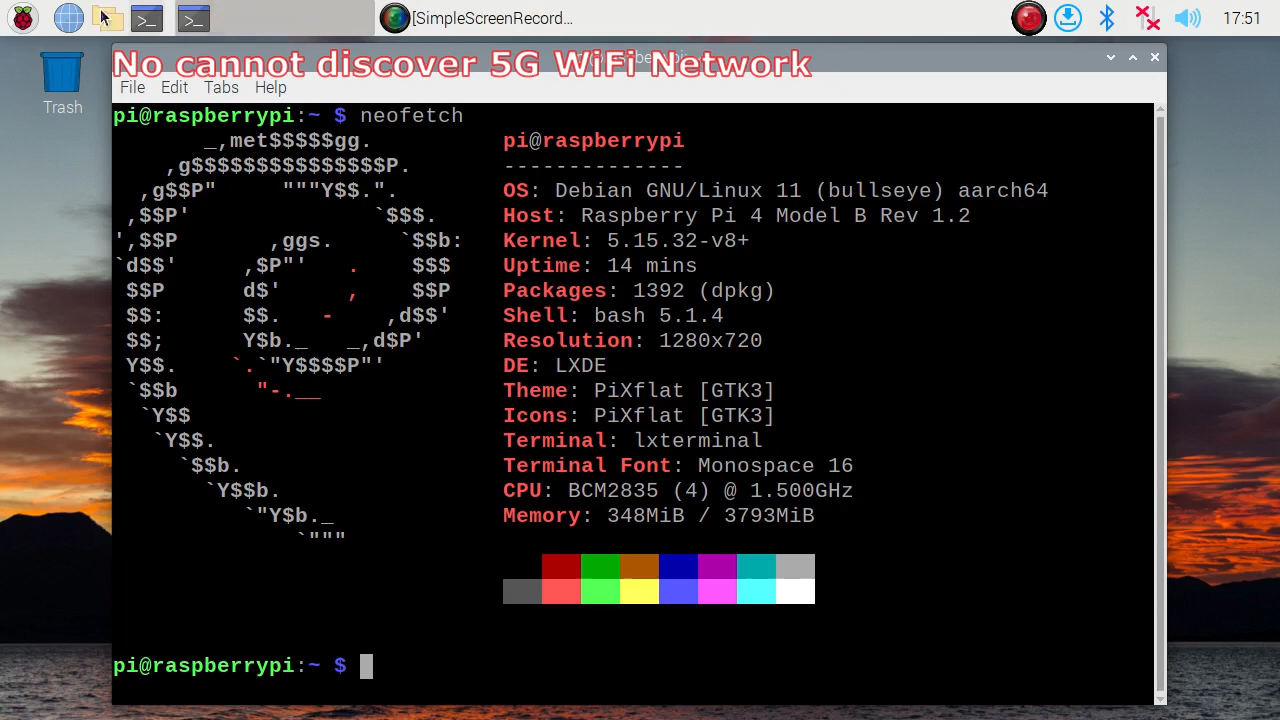 [SimpleScreenRecord…
17:51
No cannot discover 5G WiFi Network
Trash
File Edit Tabs Help
pi@raspberrypi:~ $ neofetch
_,met$$$$$gg.
,g$$$$$$$$$$$$$$$P.
,g$$P" """Y$$.".
,$$P' `$$$.
',$$P ,ggs. `$$b:
`d$$' ,$P"' . $$$
$$P d$' , $$P
$$: $$. - ,d$$'
$$; Y$b._ _,d$P'
Y$$. `.`"Y$$$$P"'
`$$b "-.__
`Y$$
`Y$$.
`$$b.
`Y$$b.
`"Y$b._
`"""
pi@raspberrypi
--------------
OS: Debian GNU/Linux 11 (bullseye) aarch64
Host: Raspberry Pi 4 Model B Rev 1.2
Kernel: 5.15.32-v8+
Uptime: 14 mins
Packages: 1392 (dpkg)
Shell: bash 5.1.4
Resolution: 1280x720
DE: LXDE
Theme: PiXflat [GTK3]
Icons: PiXflat [GTK3]
Terminal: lxterminal
Terminal Font: Monospace 16
CPU: BCM2835 (4) @ 1.500GHz
Memory: 348MiB / 3793MiB
pi@raspberrypi:~ $